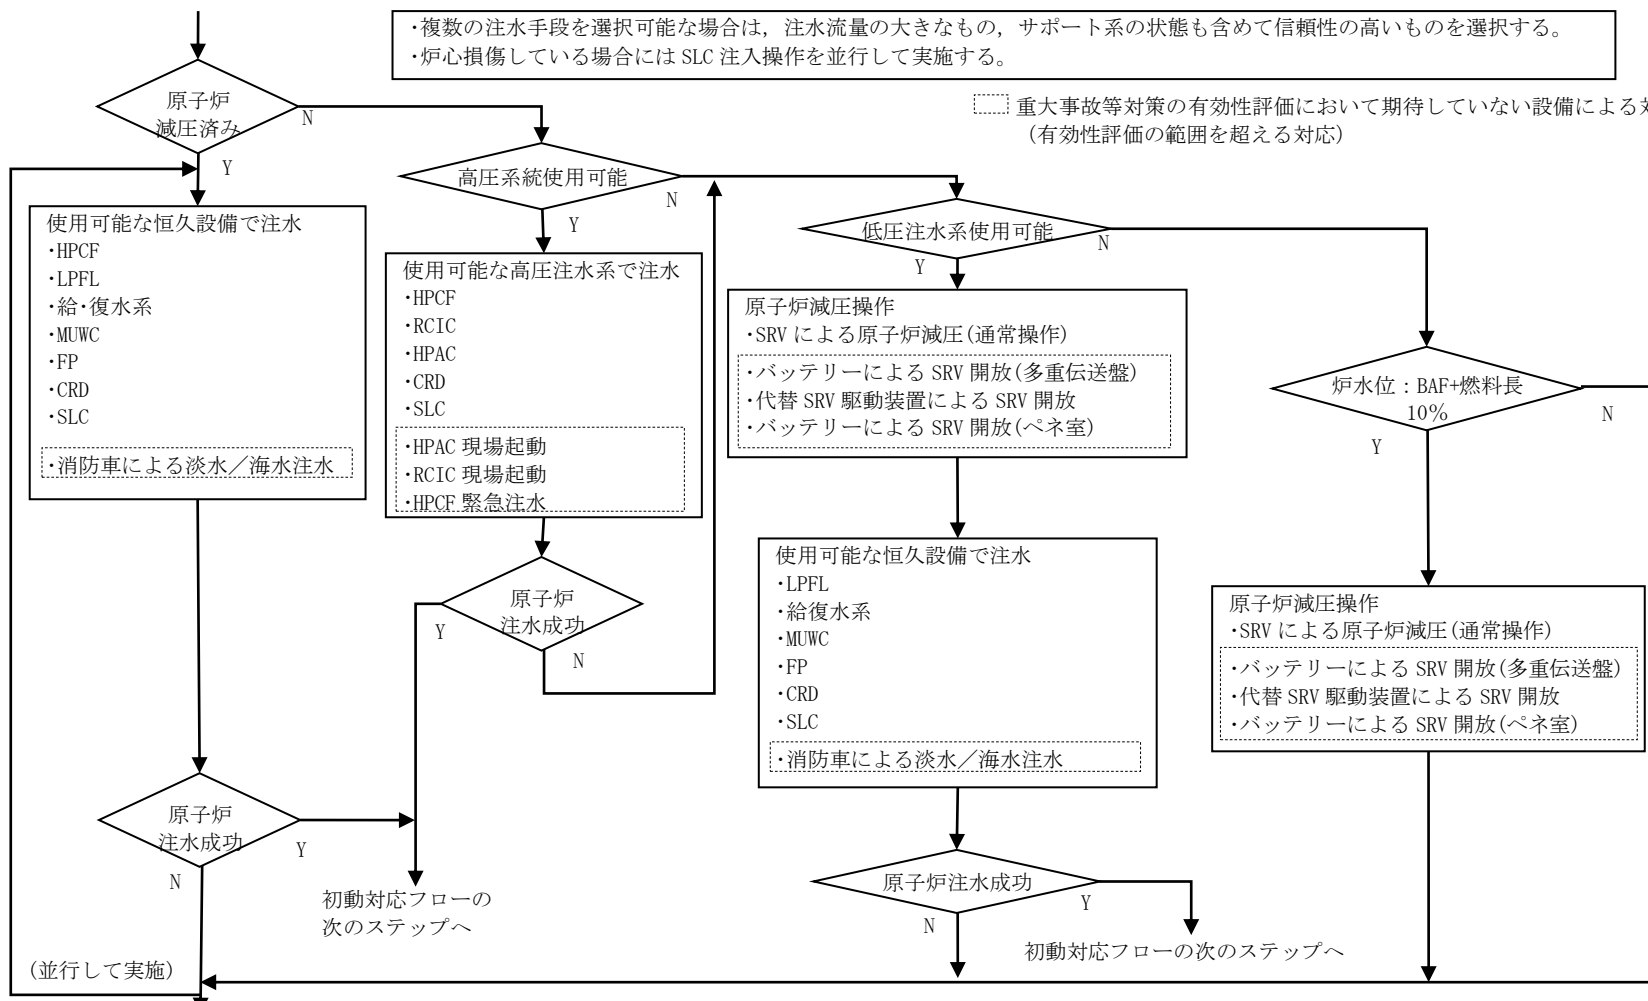 ・複数の注水手段を選択可能な場合は，注水流量の大きなもの，サポート系の状態も含めて信頼性の高いものを選択する。
・炉心損傷している場合には SLC 注入操作を並行して実施する。
重大事故等対策の有効性評価において期待していない設備による
(有効性評価の範囲を超える対応)
原子炉
減圧済み
N
Y
使用可能な恒久設備で注水
・HPCF
・LPFL
・給・復水系
・MUWC
・FP
・CRD
・SLC
・消防車による淡水／海水注水
原子炉
注水成功
Y
N
(並行して実施)
高圧系統使用可能
N
Y
使用可能な高圧注水系で注水
・HPCF
・RCIC
・HPAC
・CRD
・SLC
・HPAC 現場起動
・RCIC 現場起動
・HPCF 緊急注水
原子炉
注水成功
Y
N
初動対応フローの
次のステップへ
低圧注水系使用可能
N
Y
原子炉減圧操作
・SRV による原子炉減圧(通常操作)
・バッテリーによる SRV 開放(多重伝送盤)
・代替 SRV 駆動装置による SRV 開放
・バッテリーによる SRV 開放(ペネ室)
使用可能な恒久設備で注水
・LPFL
・給復水系
・MUWC
・FP
・CRD
・SLC
・消防車による淡水／海水注水
原子炉注水成功
Y
N
初動対応フローの次のステップへ
炉水位：BAF+燃料長
10％
N
Y
原子炉減圧操作
・SRV による原子炉減圧(通常操作)
・バッテリーによる SRV 開放(多重伝送盤)
・代替 SRV 駆動装置による SRV 開放
・バッテリーによる SRV 開放(ペネ室)